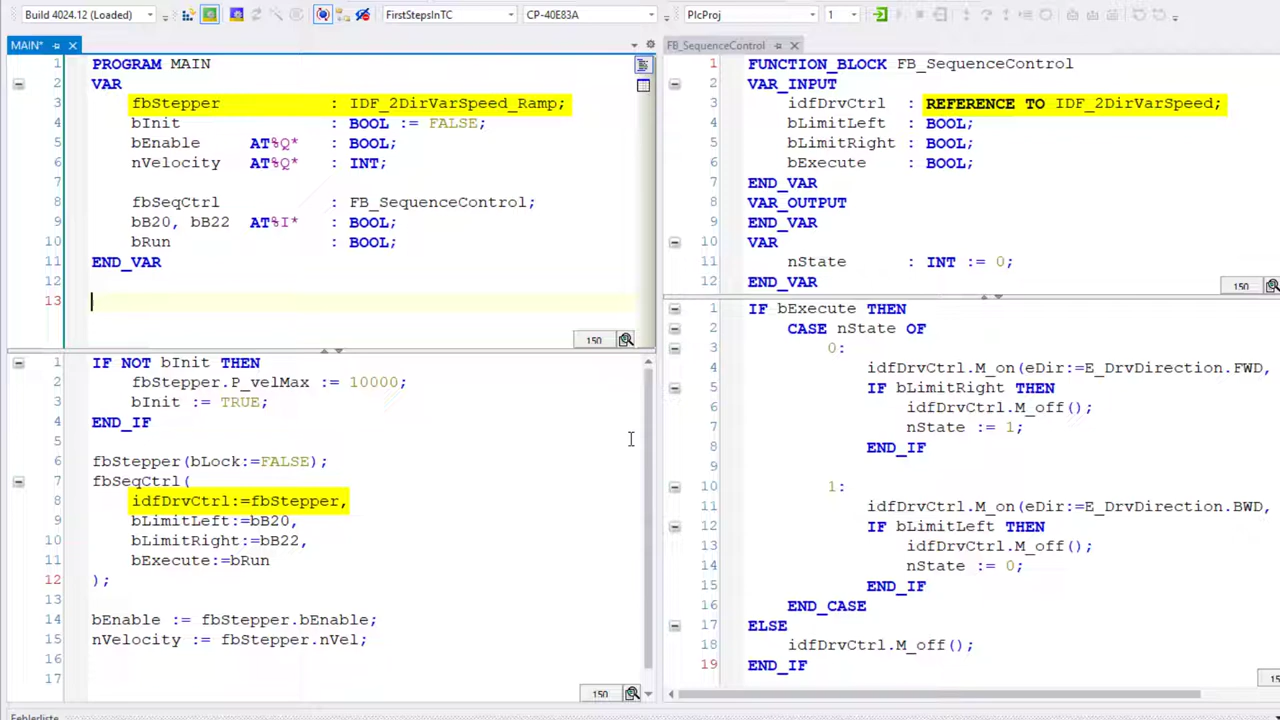 Build 4024.12 (Loaded) FirstStepsInTC CP-40E83A PlcProj 1
MAIN*
1 PROGRAM MAIN
2 VAR
3 fbStepper : IDF_2DirVarSpeed_Ramp;
4 bInit : BOOL := FALSE;
5 bEnable AT%Q* : BOOL;
6 nVelocity AT%Q* : INT;
7
8 fbSeqCtrl : FB_SequenceControl;
9 bB20, bB22 AT%I* : BOOL;
10 bRun : BOOL;
11 END_VAR
12
13
150
1 IF NOT bInit THEN
2 fbStepper.P_velMax := 10000;
3 bInit := TRUE;
4 END_IF
5
6 fbStepper(bLock:=FALSE);
7 fbSeqCtrl(
8 idfDrvCtrl:=fbStepper,
9 bLimitLeft:=bB20,
10 bLimitRight:=bB22,
11 bExecute:=bRun
12 );
13
14 bEnable := fbStepper.bEnable;
15 nVelocity := fbStepper.nVel;
16
17
150
FB_SequenceControl
1 FUNCTION_BLOCK FB_SequenceControl
2 VAR_INPUT
3 idfDrvCtrl : REFERENCE TO IDF_2DirVarSpeed;
4 bLimitLeft : BOOL;
5 bLimitRight : BOOL;
6 bExecute : BOOL;
7 END_VAR
8 VAR_OUTPUT
9 END_VAR
10 VAR
11 nState : INT := 0;
12 END_VAR
150
1 IF bExecute THEN
2 CASE nState OF
3 0:
4 idfDrvCtrl.M_on(eDir:=E_DrvDirection.FWD,
5 IF bLimitRight THEN
6 idfDrvCtrl.M_off();
7 nState := 1;
8 END_IF
9
10 1:
11 idfDrvCtrl.M_on(eDir:=E_DrvDirection.BWD,
12 IF bLimitLeft THEN
13 idfDrvCtrl.M_off();
14 nState := 0;
15 END_IF
16 END_CASE
17 ELSE
18 idfDrvCtrl.M_off();
19 END_IF
Fehlerliste